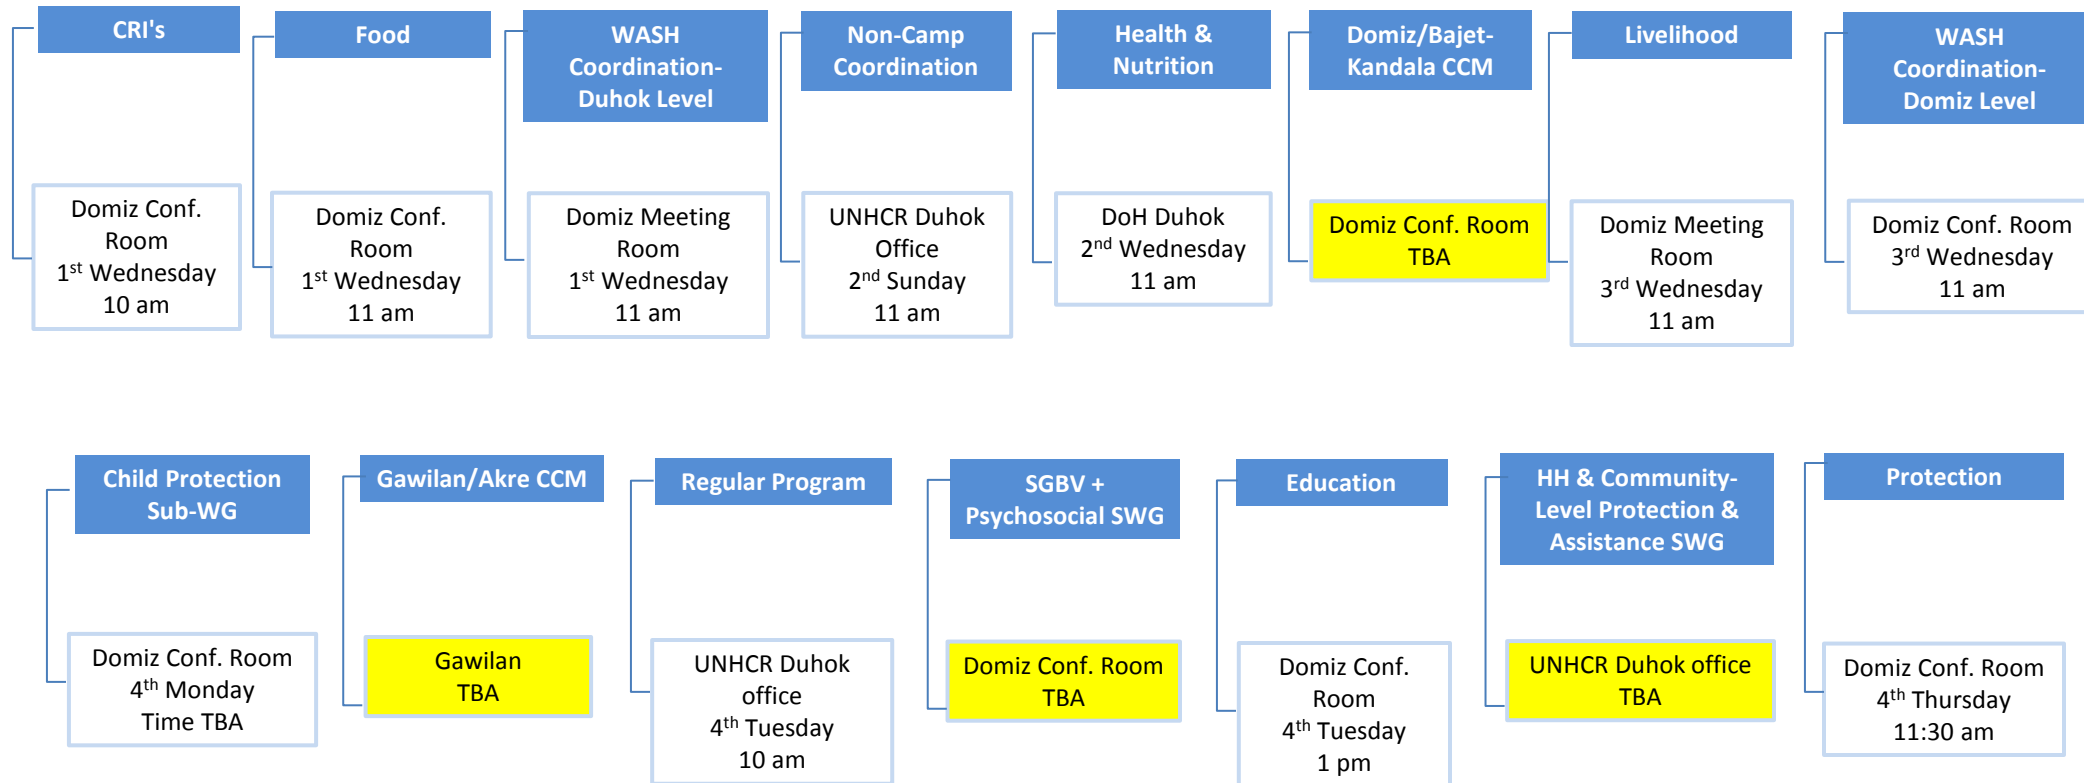 CRI's
Domiz Conf.
Room
1st Wednesday
10 am
Food
Domiz Conf.
Room
1st Wednesday
11 am
WASH
Coordination-
Duhok Level
Domiz Meeting
Room
1st Wednesday
11 am
Non-Camp
Coordination
UNHCR Duhok
Office
2nd Sunday
11 am
Health &
Nutrition
DoH Duhok
2nd Wednesday
11 am
Domiz/Bajet-
Kandala CCM
Domiz Conf. Room
TBA
Livelihood
Domiz Meeting
Room
3rd Wednesday
11 am
WASH
Coordination-
Domiz Level
Domiz Conf. Room
3rd Wednesday
11 am
Child Protection
Sub-WG
Domiz Conf. Room
4th Monday
Time TBA
Gawilan/Akre CCM
Gawilan
TBA
Regular Program
UNHCR Duhok
office
4th Tuesday
10 am
SGBV +
Psychosocial SWG
Domiz Conf. Room
TBA
Education
Domiz Conf.
Room
4th Tuesday
1 pm
HH & Community-
Level Protection &
Assistance SWG
UNHCR Duhok office
TBA
Protection
Domiz Conf. Room
4th Thursday
11:30 am